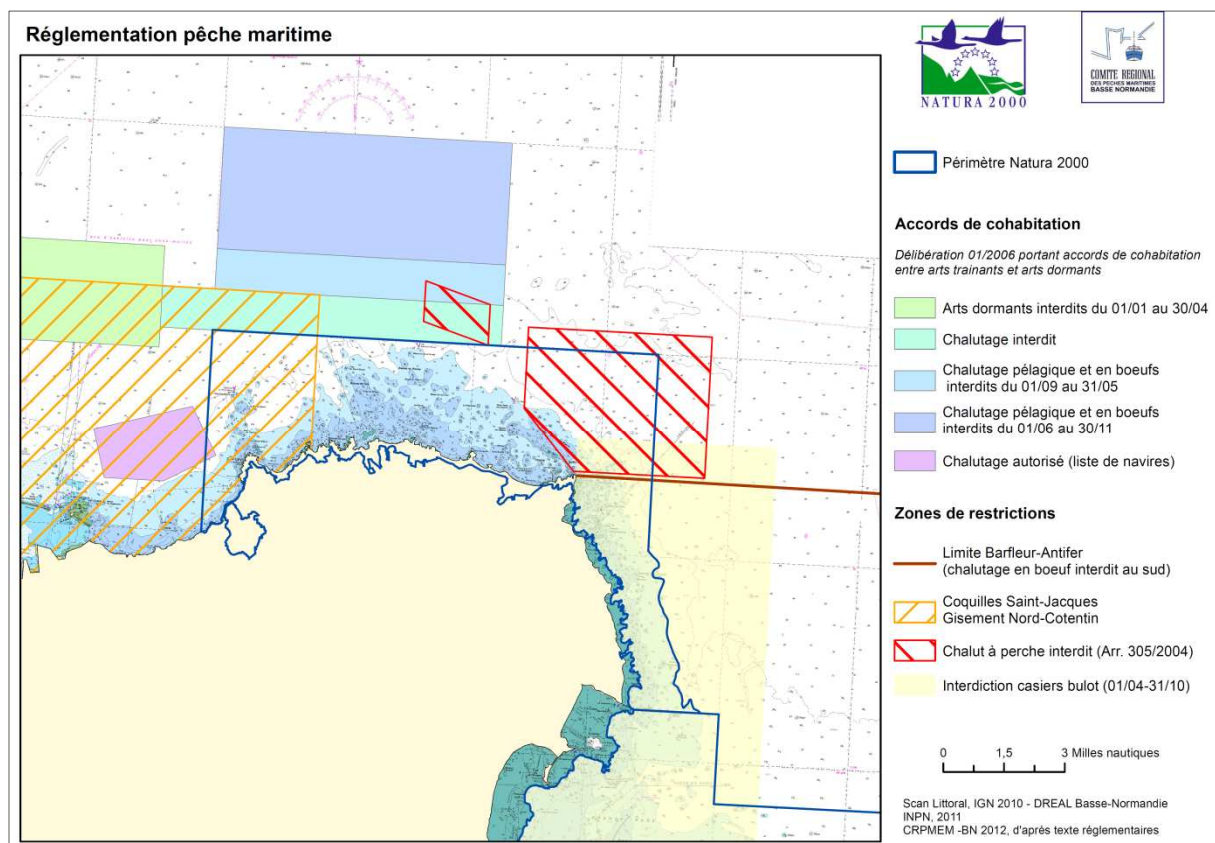 Réglementation pêche maritime
NATURA 2000
COMITE REGIONAL
DES PECHES MARITIMES
BASSE NORMANDIE
Périmètre Natura 2000
Accords de cohabitation
Délibération 01/2006 portant accords de cohabitation
entre arts trainants et arts dormants
Arts dormants interdits du 01/01 au 30/04
Chalutage interdit
Chalutage pélagique et en boeufs
interdits du 01/09 au 31/05
Chalutage pélagique et en boeufs
interdits du 01/06 au 30/11
Chalutage autorisé (liste de navires)
Zones de restrictions
Limite Barfleur-Antifer
(chalutage en boeuf interdit au sud)
Coquilles Saint-Jacques
Gisement Nord-Cotentin
Chalut à perche interdit (Arr. 305/2004)
Interdiction casiers bulot (01/04-31/10)
0 1,5 3 Milles nautiques
Scan Littoral, IGN 2010 - DREAL Basse-Normandie
INPN, 2011
CRPMEM -BN 2012, d'après texte réglementaires